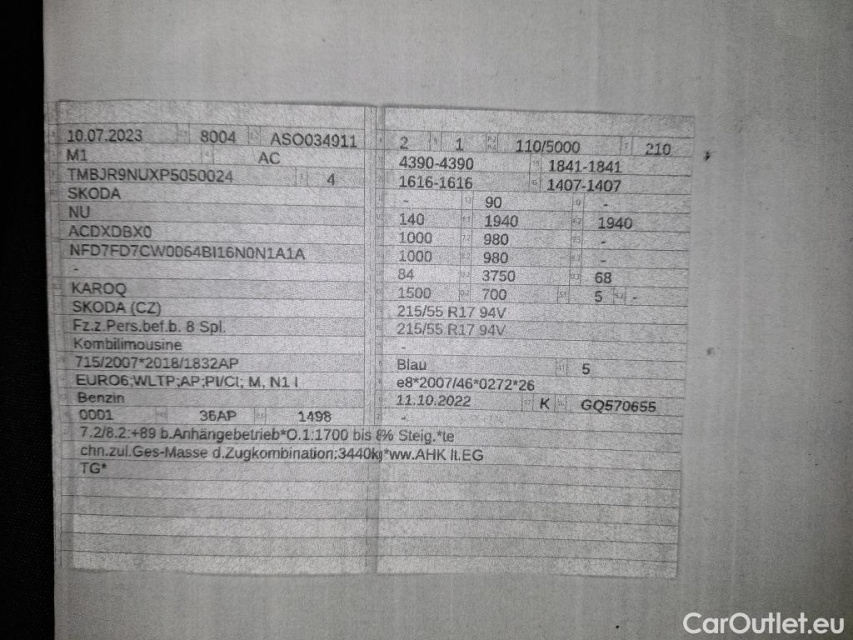 10.07.2023 8004 ASO034911
M1 AC
TMBJR9NUXP5050024 4
SKODA
NU
ACDXDBX0
NFD7FD7CW0064BI16N0N1A1A
-
KAROQ
SKODA (CZ)
Fz.z.Pers.bef.b. 8 Spl.
Kombilimousine
715/2007*2018/1832AP
EURO6;WLTP;AP;PI/CI; M, N1 I
Benzin
0001 36AP 1498
2 1 110/5000 210
4390-4390 1841-1841
1616-1616 1407-1407
- 90 -
140 1940 1940
1000 980 -
1000 980 -
84 3750 68
1500 700 5 -
215/55 R17 94V
215/55 R17 94V
-
Blau 5
e8*2007/46*0272*26
11.10.2022 K GQ570655
-
7.2/8.2:+89 b.Anhängebetrieb*O.1:1700 bis 8% Steig.*te
chn.zul.Ges-Masse d.Zugkombination:3440kg*ww.AHK lt.EG
TG*
CarOutlet.eu